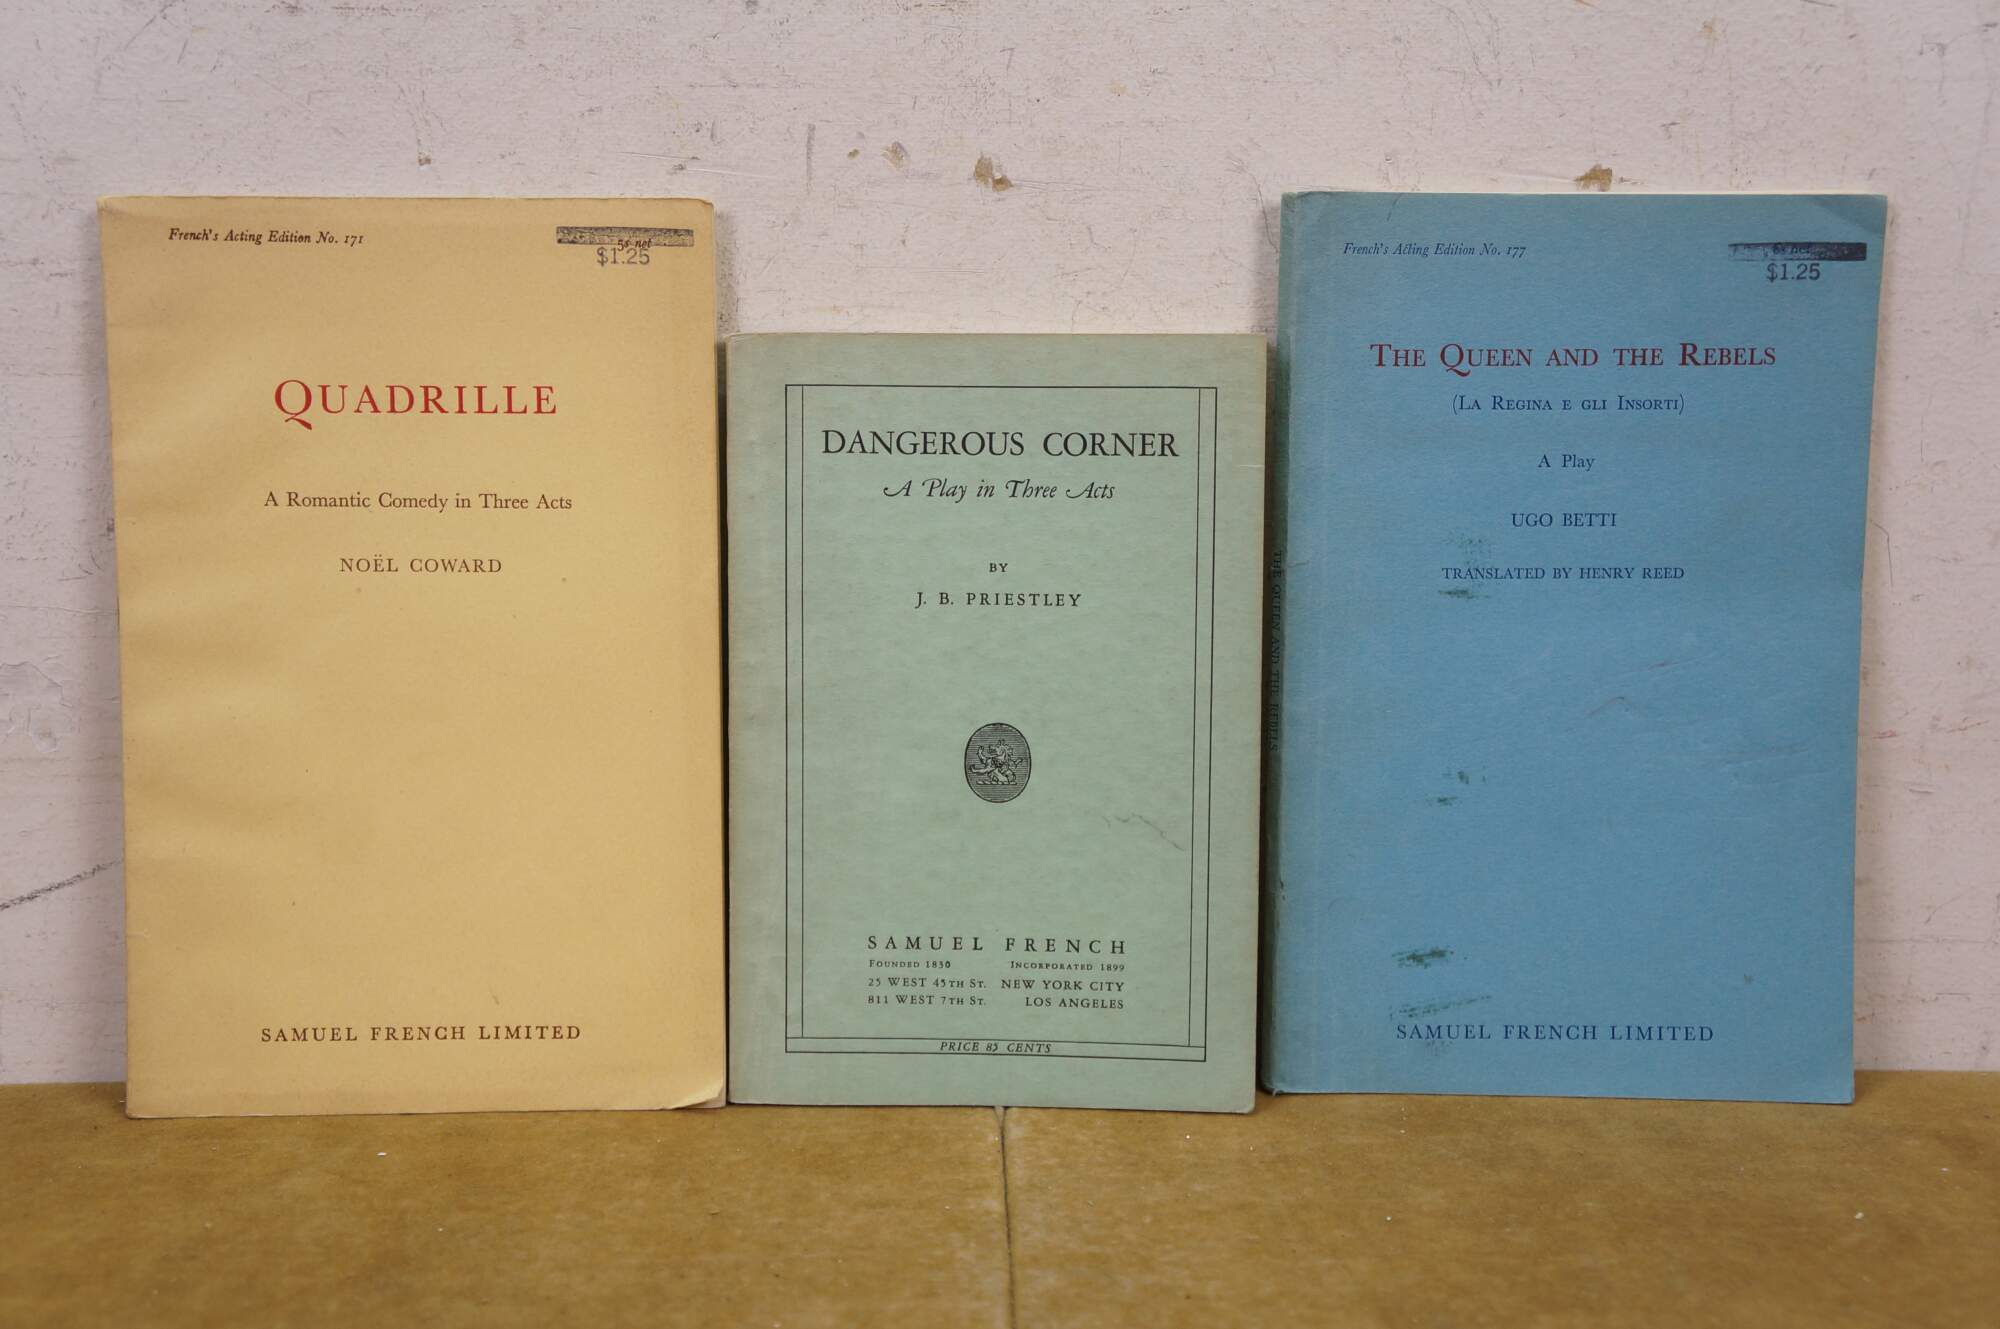 French's Acting Edition No. 171
5s net
$1.25
QUADRILLE
A Romantic Comedy in Three Acts
NOËL COWARD
SAMUEL FRENCH LIMITED
DANGEROUS CORNER
A Play in Three Acts
BY
J. B. PRIESTLEY
SAMUEL FRENCH
FOUNDED 1830 INCORPORATED 1899
25 WEST 45TH ST. NEW YORK CITY
811 WEST 7TH ST. LOS ANGELES
PRICE 85 CENTS
THE QUEEN AND THE REBELS
French's Acting Edition No. 177
6s net
$1.25
THE QUEEN AND THE REBELS
(LA REGINA E GLI INSORTI)
A Play
UGO BETTI
TRANSLATED BY HENRY REED
SAMUEL FRENCH LIMITED